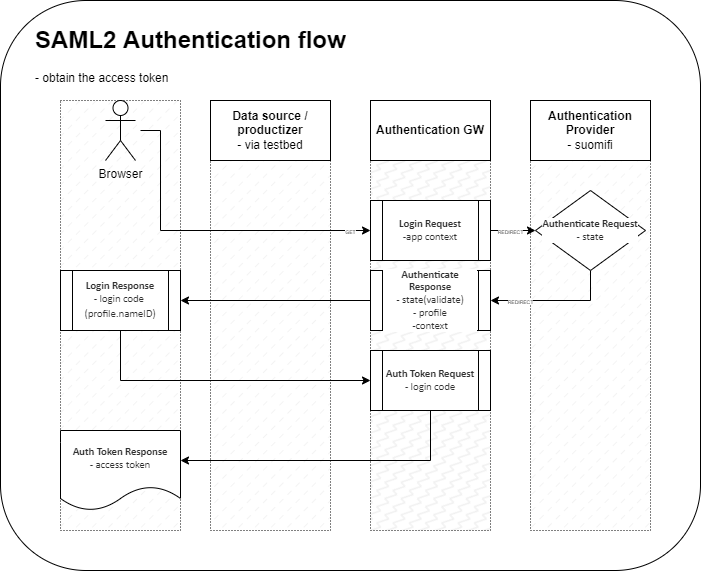 SAML2 Authentication flow
- obtain the access token
Data source /
productizer
- via testbed
Authentication GW
Authentication
Provider
- suomifi
Browser
Login Request
-app context
GET
REDIRECT
Authenticate Request
- state
Login Response
- login code
(profile.nameID)
Authenticate
Response
- state(validate)
- profile
-context
REDIRECT
Auth Token Request
- login code
Auth Token Response
- access token